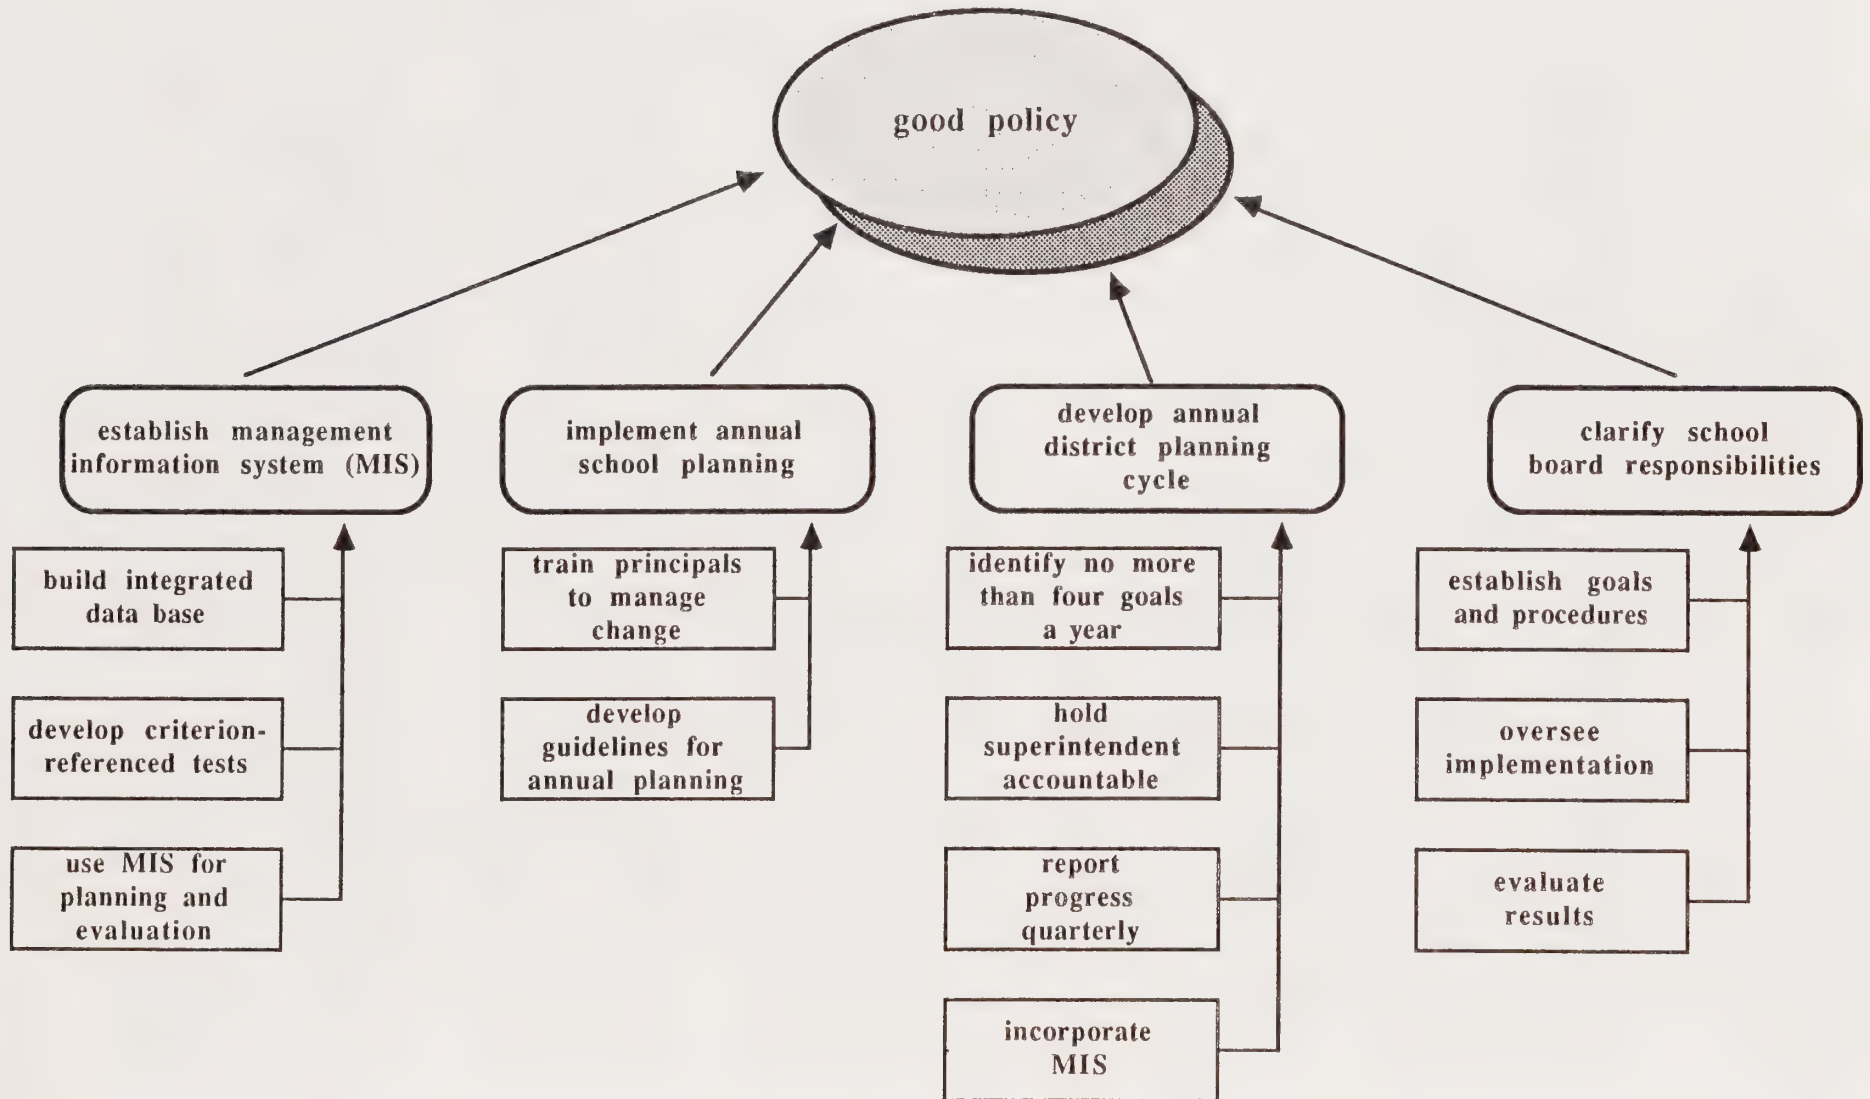 good policy
establish management
information system (MIS)
build integrated
data base
develop criterion-
referenced tests
use MIS for
planning and
evaluation
implement annual
school planning
train principals
to manage
change
develop
guidelines for
annual planning
develop annual
district planning
cycle
identify no more
than four goals
a year
hold
superintendent
accountable
report
progress
quarterly
incorporate
MIS
clarify school
board responsibilities
establish goals
and procedures
oversee
implementation
evaluate
results